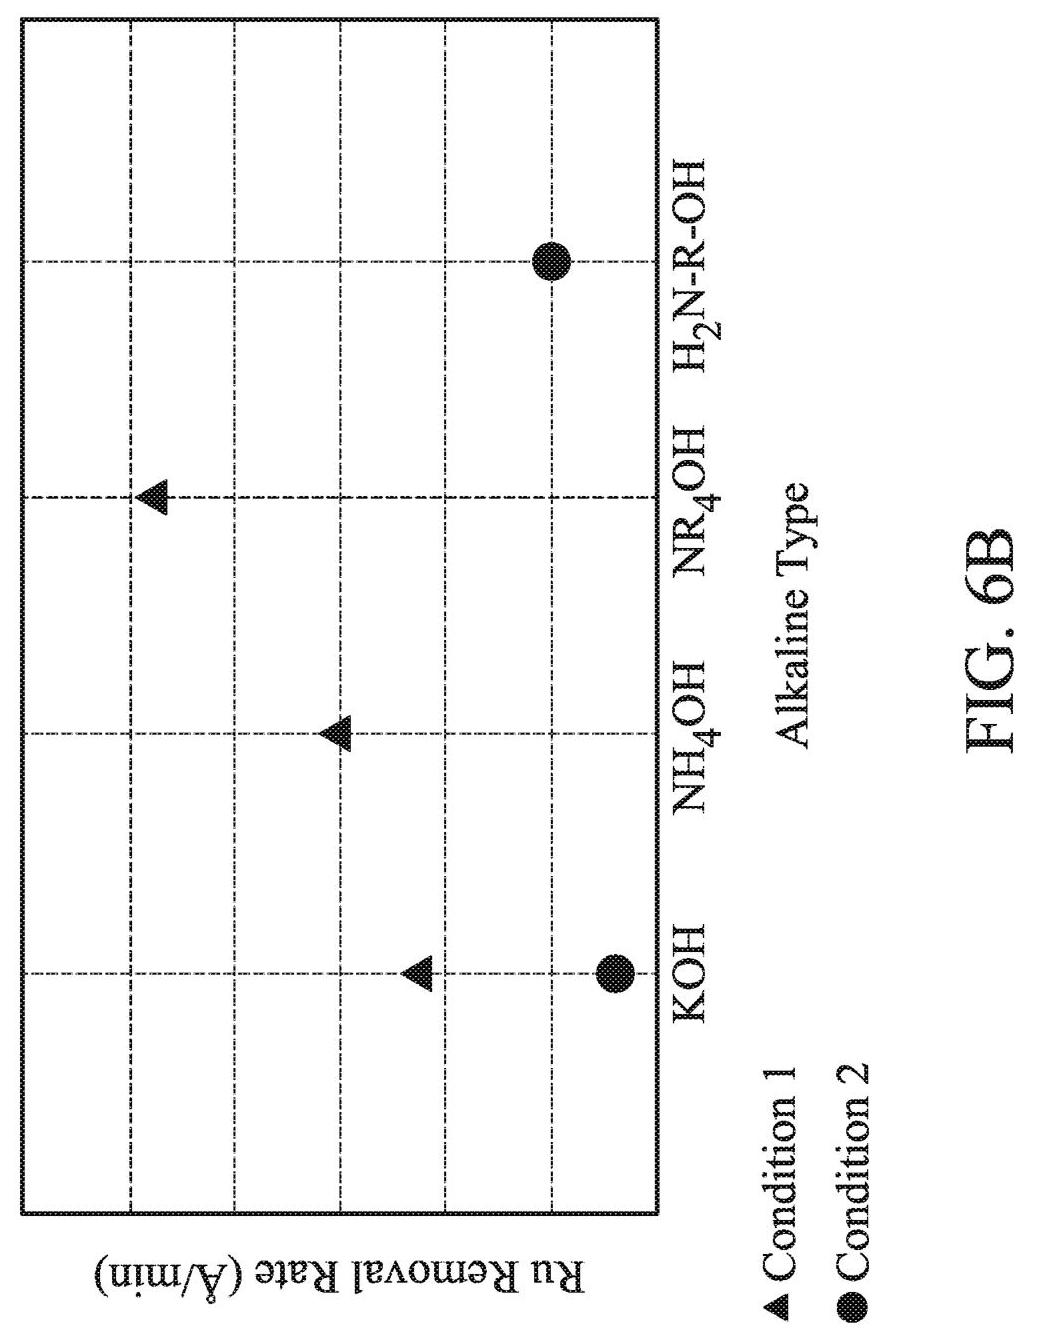 Ru Removal Rate (Å/min)
KOH
NH4OH
NR4OH
H2N-R-OH
Alkaline Type
▲ Condition 1
● Condition 2
FIG. 6B